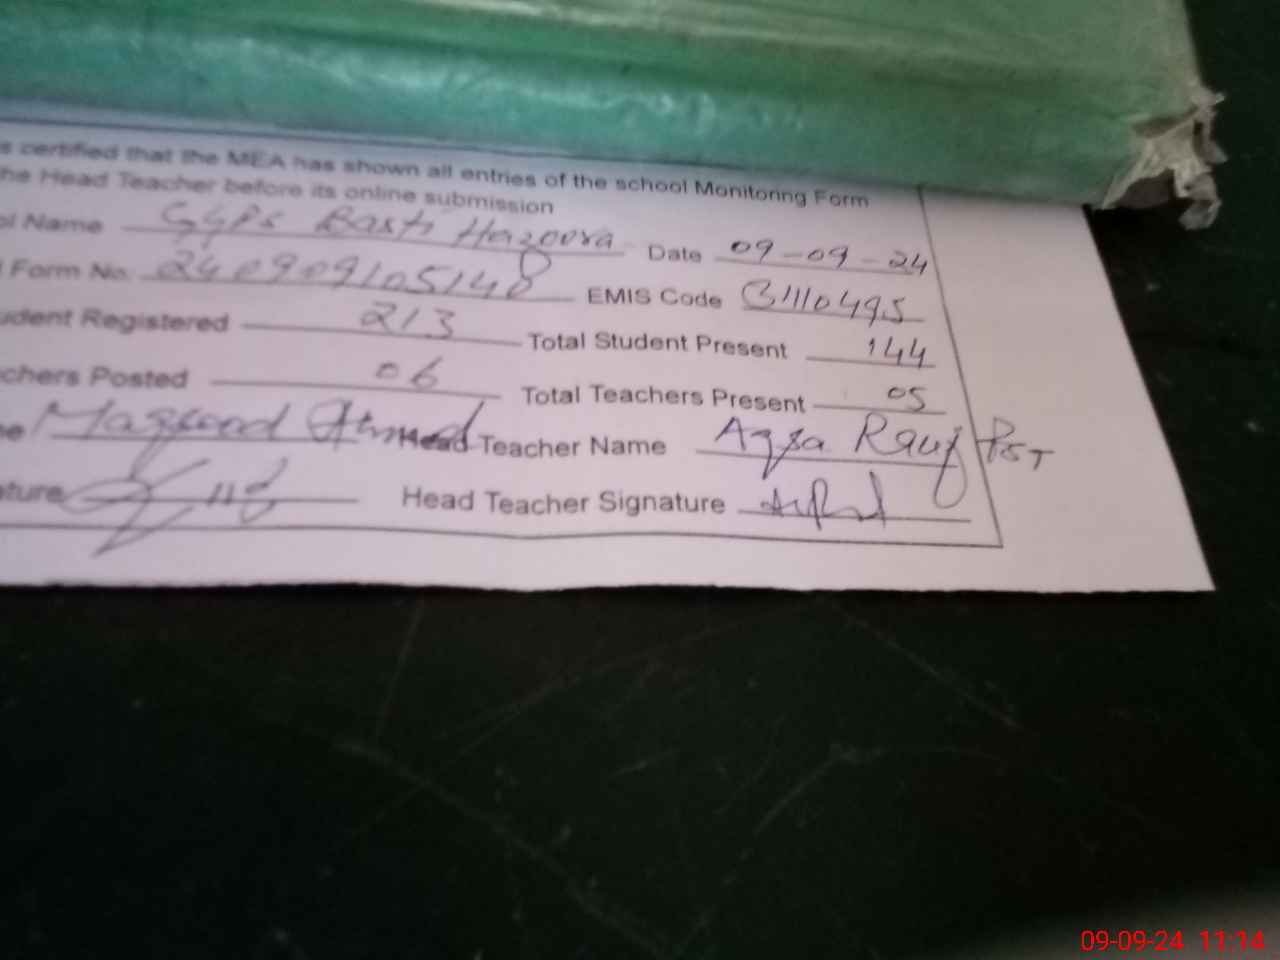 s certified that the MEA has shown all entries of the school Monitoring Form
he Head Teacher before its online submission
ol Name GGPS Basti Hazoora Date 09-09-24
Form No. 240909105148 EMIS Code 31110495
udent Registered 213 Total Student Present 144
chers Posted 06 Total Teachers Present 05
me Maqsood Ahmed Head Teacher Name Aqsa Rauf PST
ature Head Teacher Signature
09-09-24 11:14